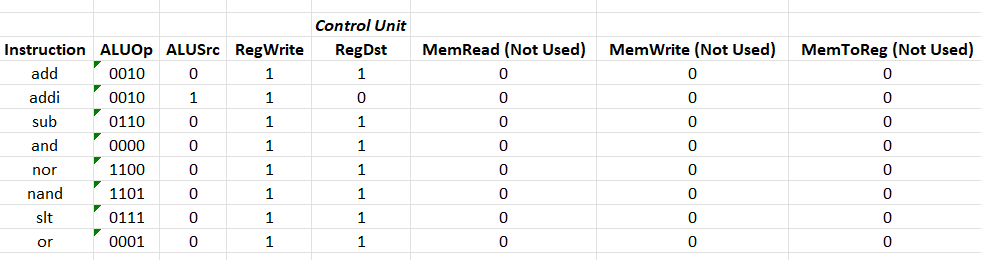 Control Unit
Instruction ALUOp ALUSrc RegWrite RegDst MemRead (Not Used) MemWrite (Not Used) MemToReg (Not Used)
add 0010 0 1 1 0 0 0
addi 0010 1 1 0 0 0 0
sub 0110 0 1 1 0 0 0
and 0000 0 1 1 0 0 0
nor 1100 0 1 1 0 0 0
nand 1101 0 1 1 0 0 0
slt 0111 0 1 1 0 0 0
or 0001 0 1 1 0 0 0